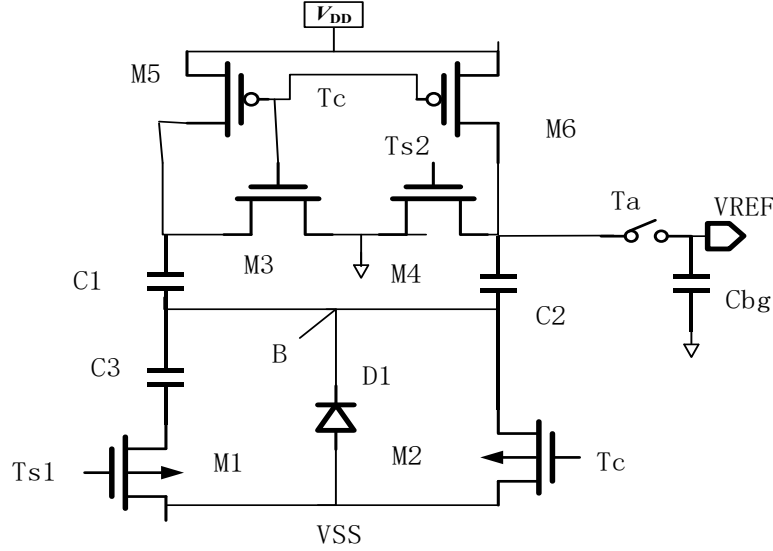 VDD
M5
Tc
M6
Ts2
Ta
VREF
M3
M4
C1
C2
Cbg
B
C3
D1
Ts1
M1
M2
Tc
VSS